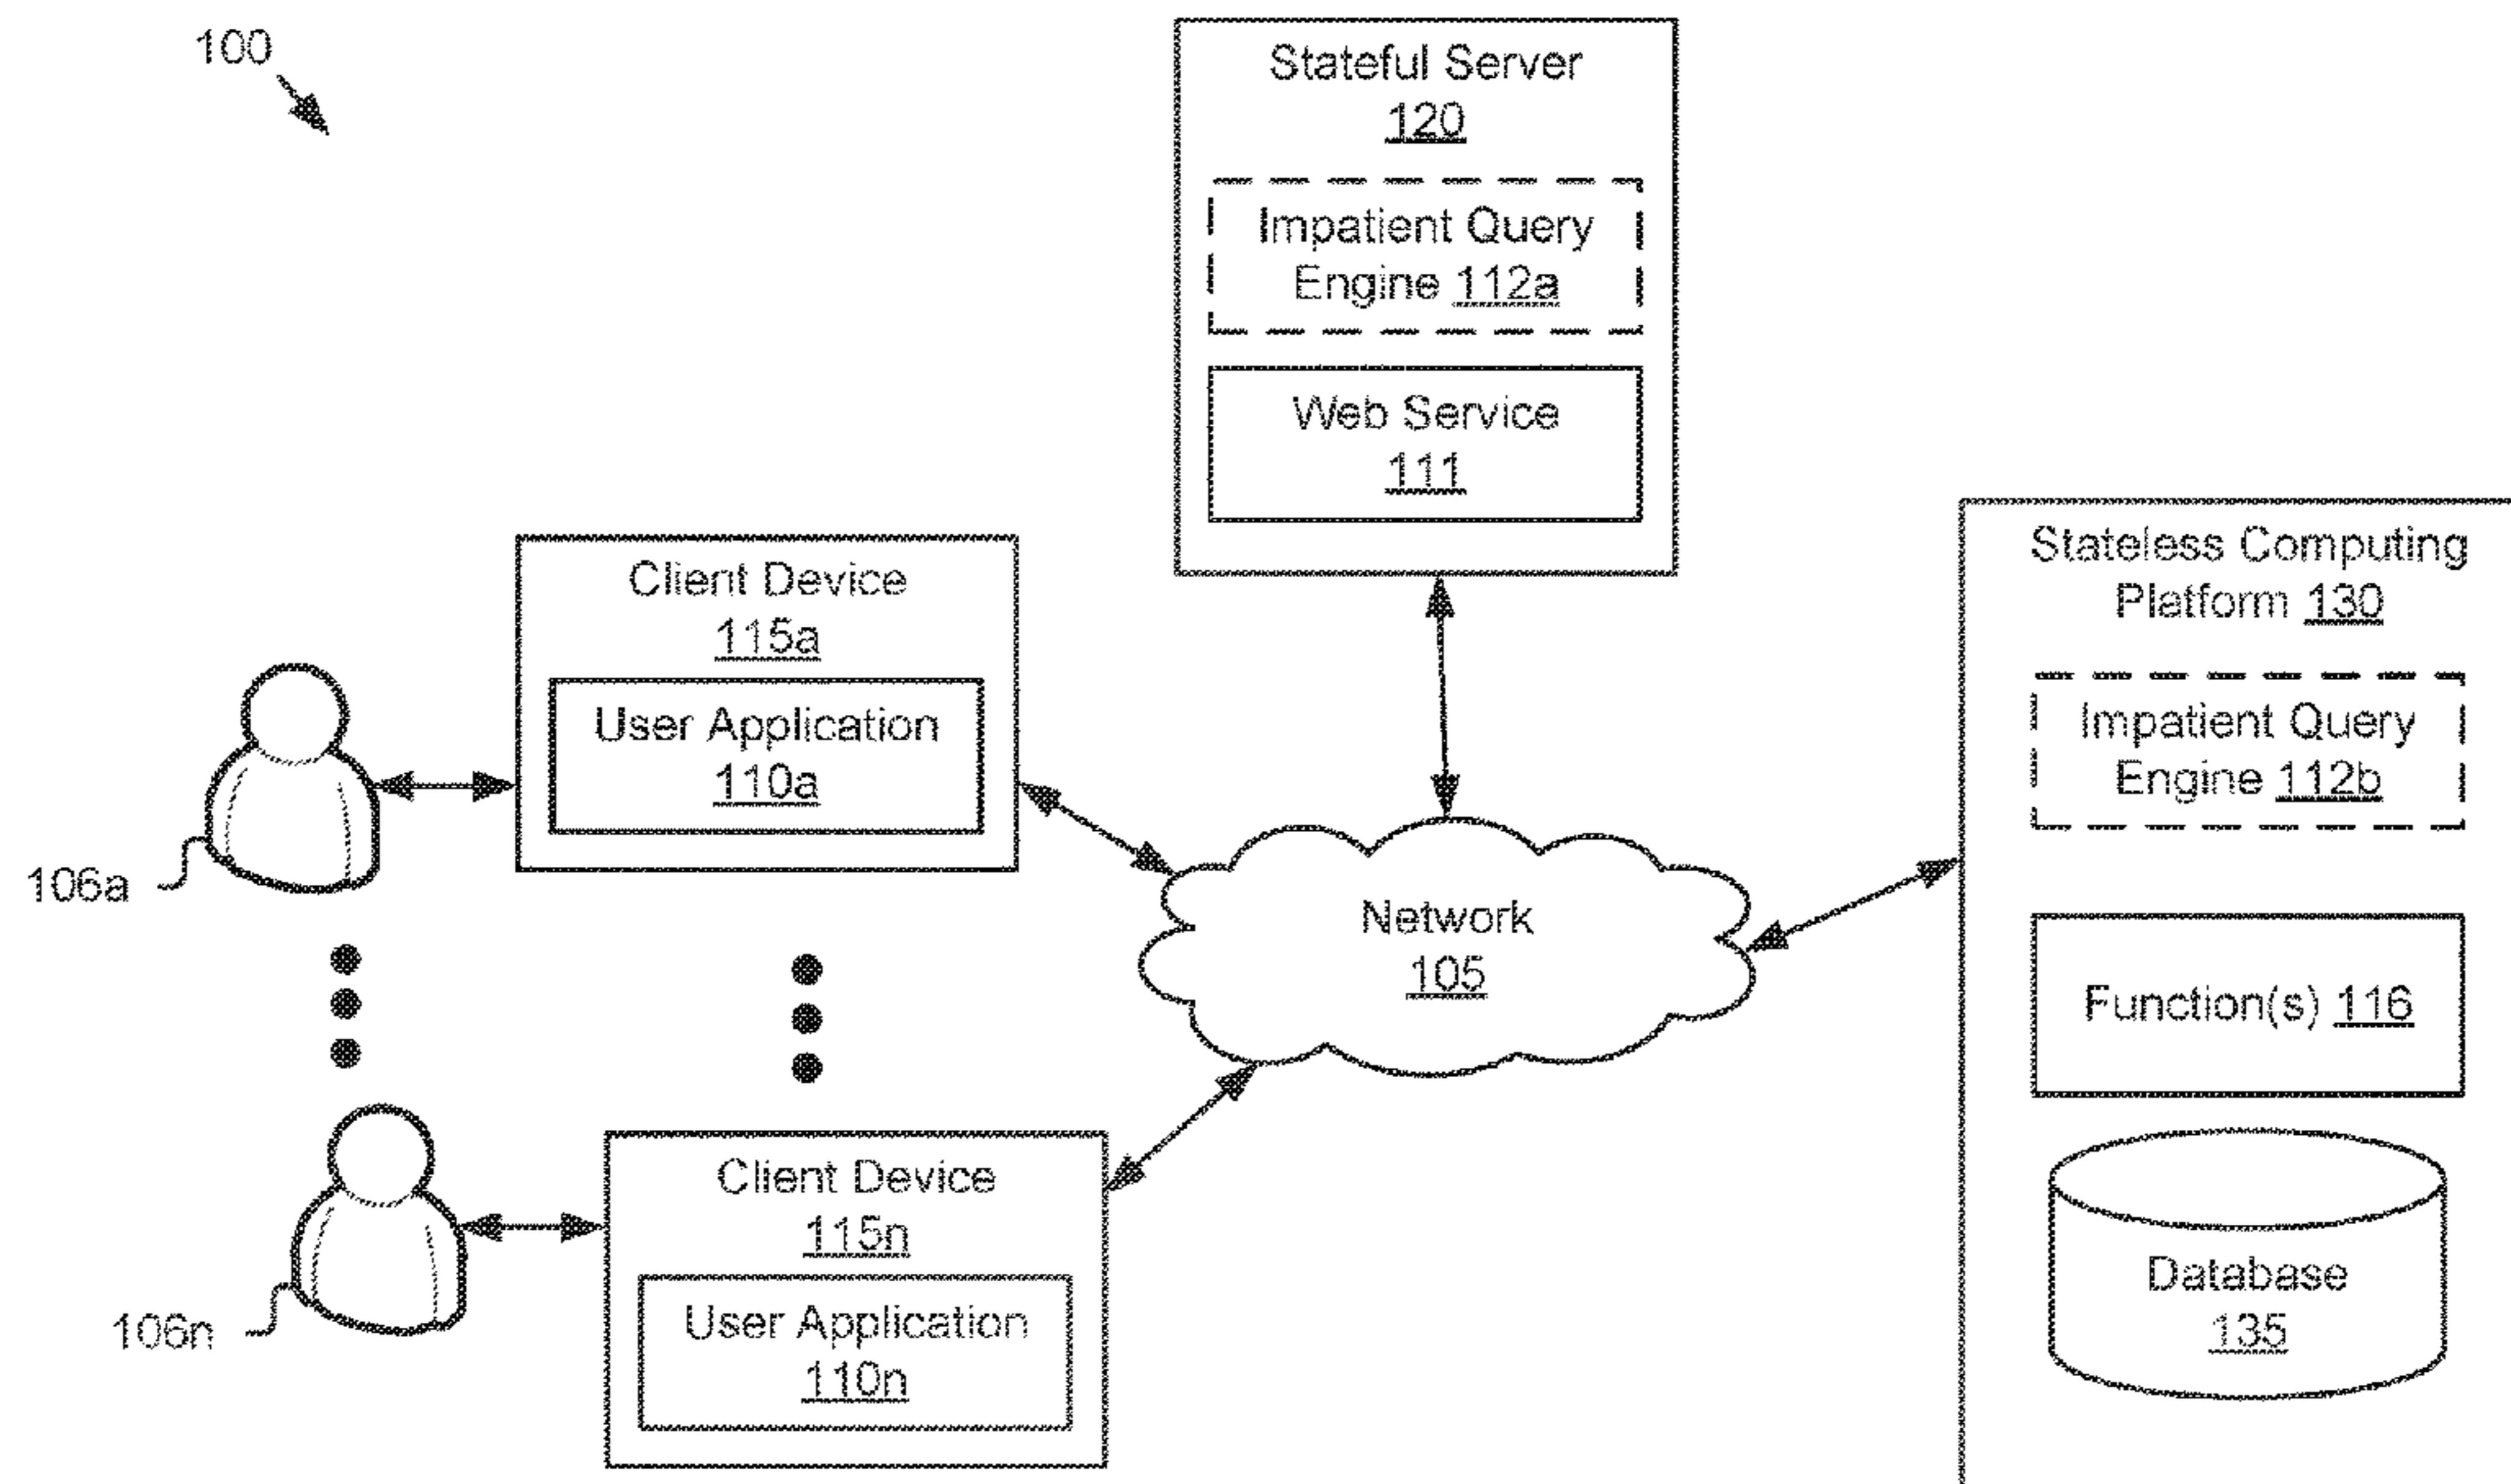 100
Stateful Server
120
Impatient Query
Engine 112a
Web Service
111
Client Device
115a
User Application
110a
106a
Stateless Computing
Platform 130
Impatient Query
Engine 112b
Network
105
Function(s) 116
Client Device
115n
User Application
110n
106n
Database
135